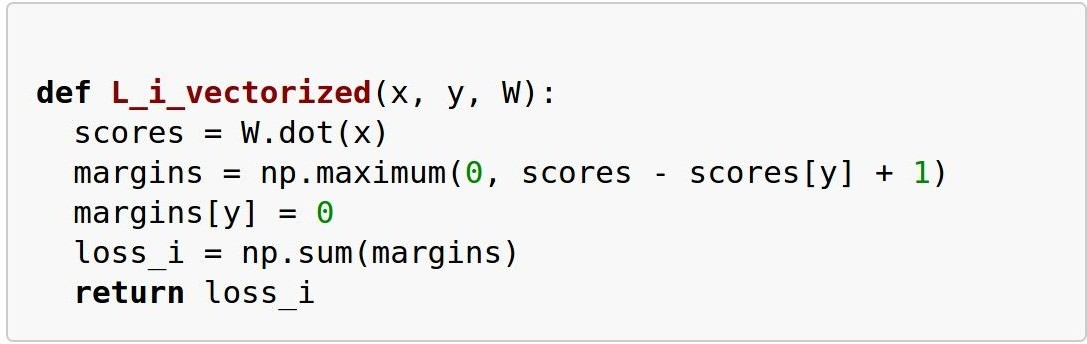 def L_i_vectorized(x, y, W):
  scores = W.dot(x)
  margins = np.maximum(0, scores - scores[y] + 1)
  margins[y] = 0
  loss_i = np.sum(margins)
  return loss_i